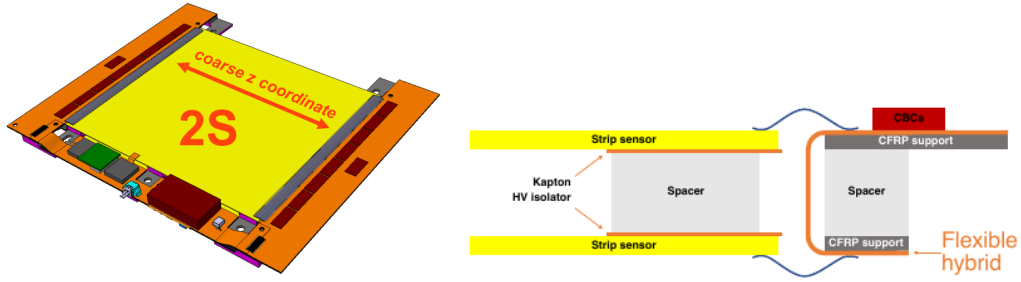 coarse z coordinate
2S
CBCs
Strip sensor
CFRP support
Kapton
HV isolator
Spacer
Spacer
Strip sensor
CFRP support
Flexible
hybrid